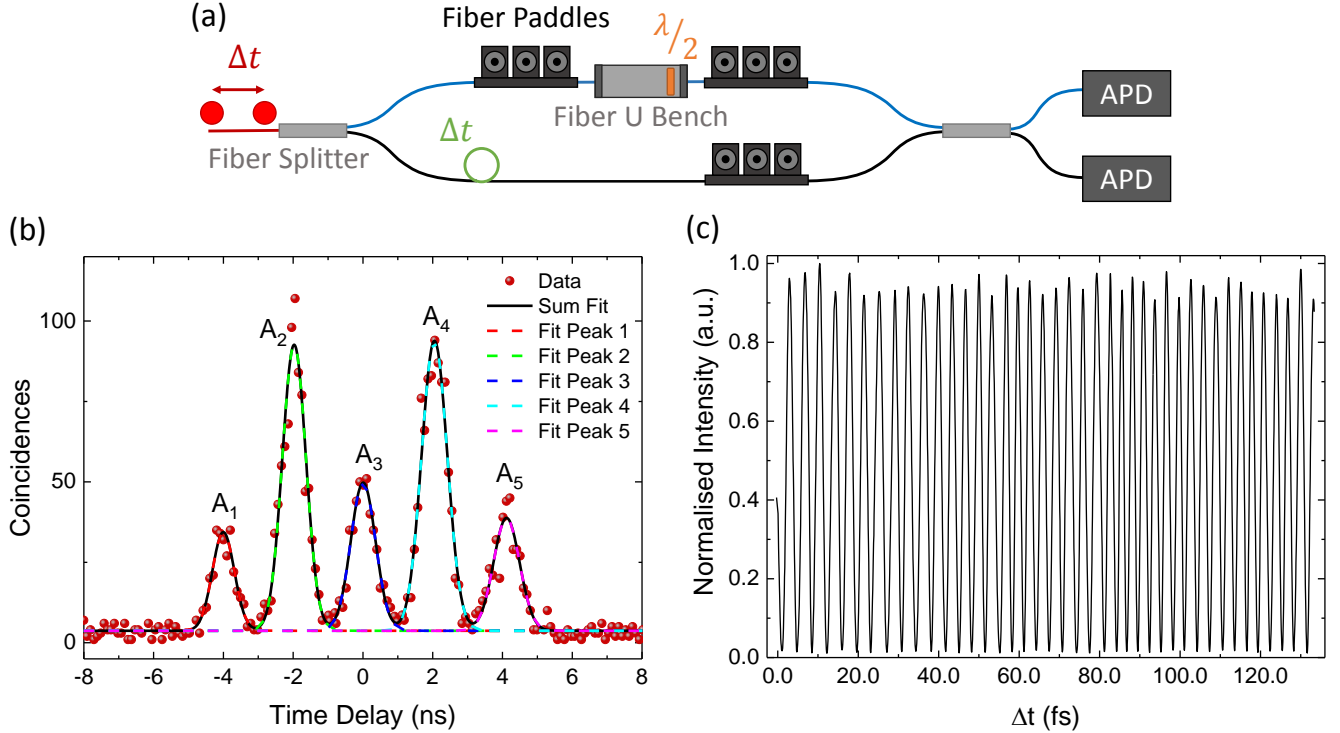 (a)
Fiber Paddles
λ/2
Δt
Fiber U Bench
APD
Δt
Fiber Splitter
APD
(b)
Coincidences
100
50
0
Data
Sum Fit
Fit Peak 1
Fit Peak 2
Fit Peak 3
Fit Peak 4
Fit Peak 5
A1
A2
A3
A4
A5
-8 -6 -4 -2 0 2 4 6 8
Time Delay (ns)
(c)
Normalised Intensity (a.u.)
1.0
0.8
0.6
0.4
0.2
0.0
0.0 20.0 40.0 60.0 80.0 100.0 120.0
Δt (fs)